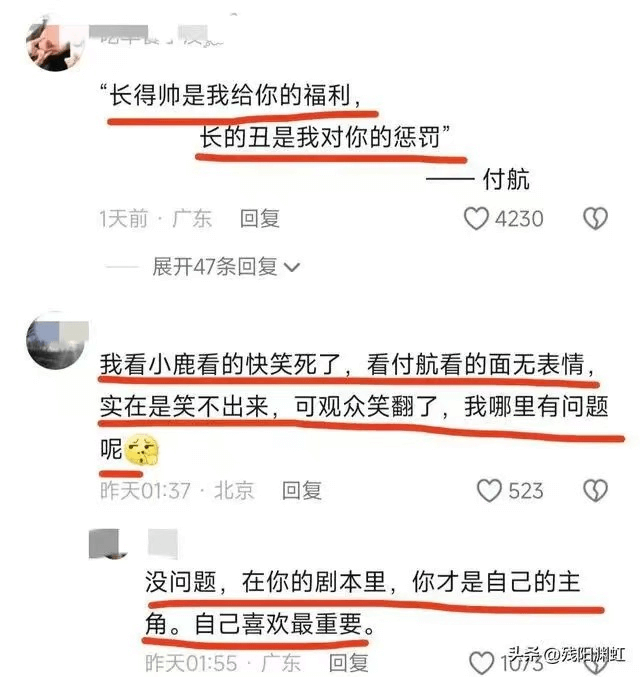 “长得帅是我给你的福利，
长的丑是我对你的惩罚”
—— 付航
1天前 · 广东 回复
4230
展开47条回复
我看小鹿看的快笑死了，看付航看的面无表情，
实在是笑不出来，可观众笑翻了，我哪里有问题
呢
昨天01:37 · 北京 回复
523
没问题，在你的剧本里，你才是自己的主
角。自己喜欢最重要。
昨天01:55 · 广东 回复
1073
头条 @残阳渊虹